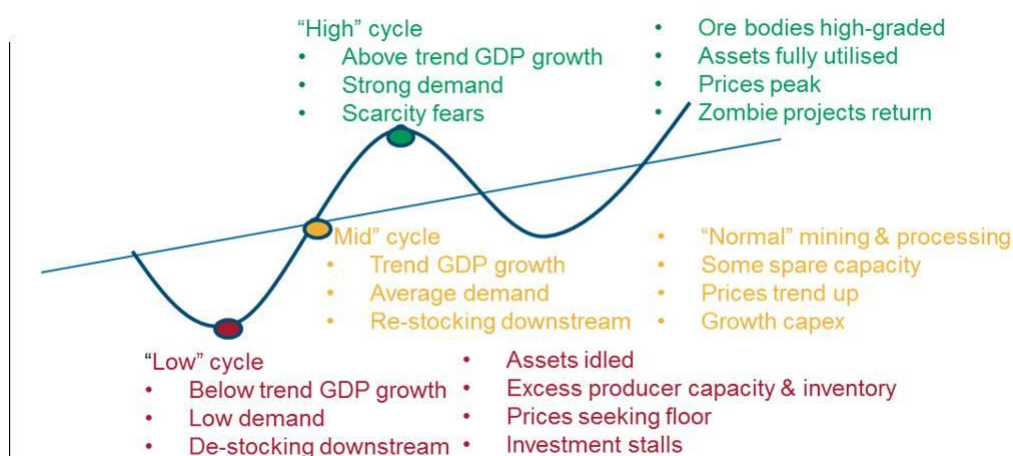 “High” cycle
• Above trend GDP growth
• Strong demand
• Scarcity fears
• Ore bodies high-graded
• Assets fully utilised
• Prices peak
• Zombie projects return
Mid” cycle
• Trend GDP growth
• Average demand
• Re-stocking downstream
• “Normal” mining & processing
• Some spare capacity
• Prices trend up
• Growth capex
“Low” cycle
• Below trend GDP growth
• Low demand
• De-stocking downstream
• Assets idled
• Excess producer capacity & inventory
• Prices seeking floor
• Investment stalls